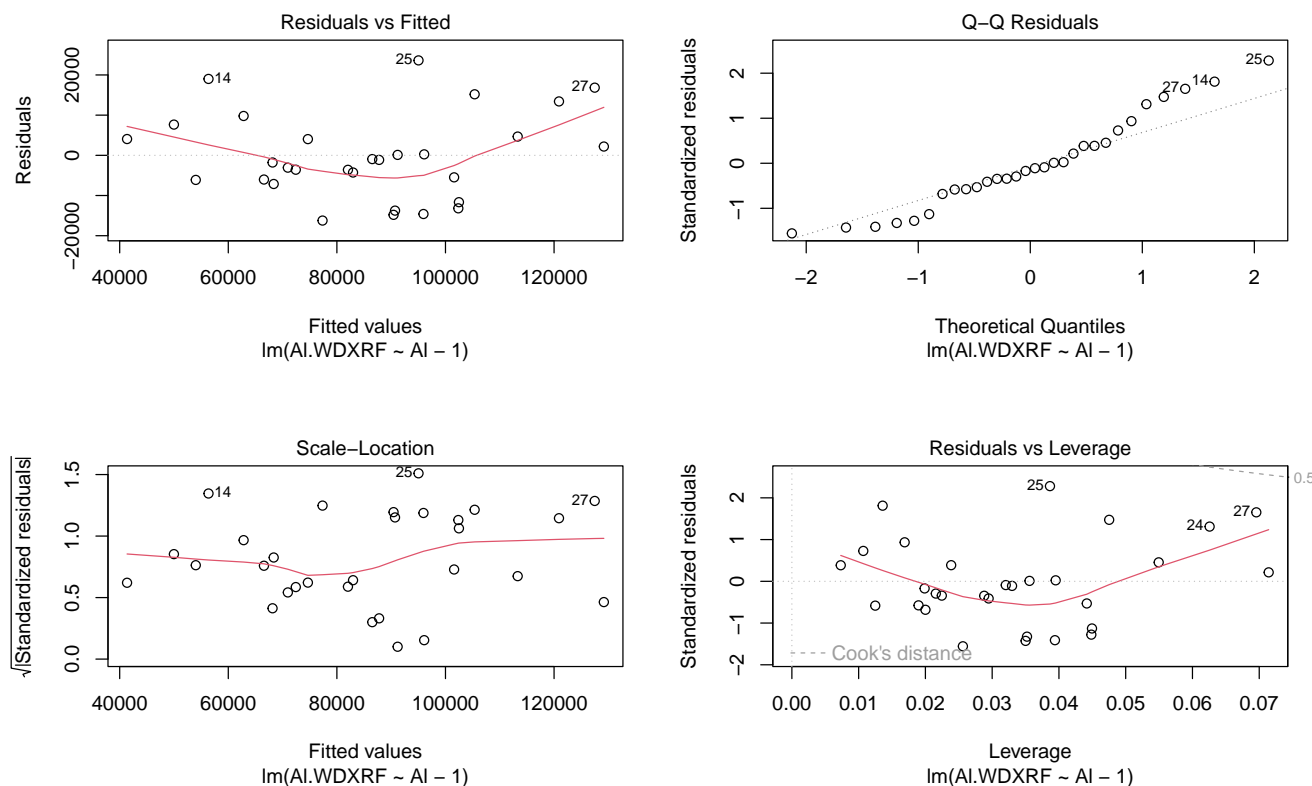 Residuals vs Fitted
Residuals
20000
0
−20000
25
14
27
40000 60000 80000 100000 120000
Fitted values
lm(Al.WDXRF ~ Al − 1)
Q−Q Residuals
Standardized residuals
2
1
0
−1
25
14
27
−2 −1 0 1 2
Theoretical Quantiles
lm(Al.WDXRF ~ Al − 1)
Scale−Location
√|Standardized residuals|
1.5
1.0
0.5
0.0
25
14
27
40000 60000 80000 100000 120000
Fitted values
lm(Al.WDXRF ~ Al − 1)
Residuals vs Leverage
Standardized residuals
2
1
0
−1
−2
0.5
25
24
27
Cook's distance
0.00 0.01 0.02 0.03 0.04 0.05 0.06 0.07
Leverage
lm(Al.WDXRF ~ Al − 1)